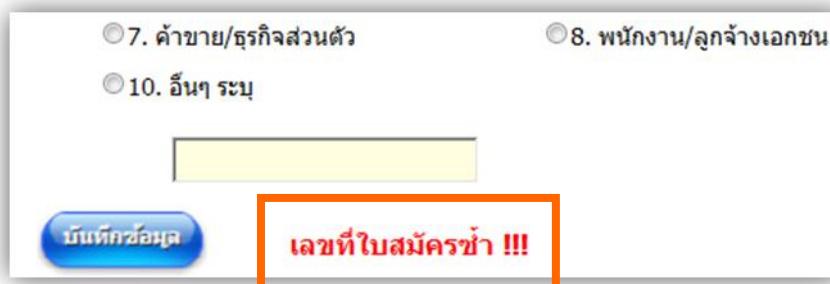 7. ค้าขาย/ธุรกิจส่วนตัว 8. พนักงาน/ลูกจ้างเอกชน
10. อื่นๆ ระบุ
บันทึกข้อมูล เลขที่ใบสมัครซ้ำ !!!